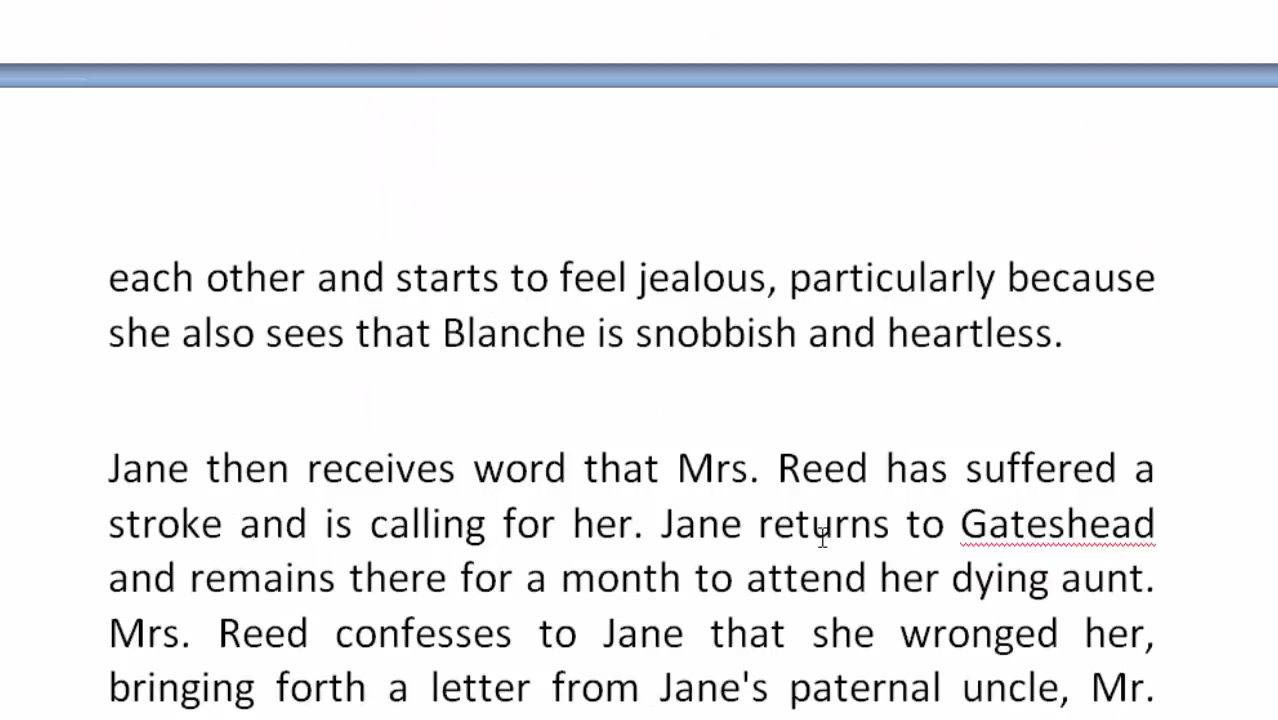 each other and starts to feel jealous, particularly because
she also sees that Blanche is snobbish and heartless.
Jane then receives word that Mrs. Reed has suffered a
stroke and is calling for her. Jane returns to Gateshead
and remains there for a month to attend her dying aunt.
Mrs. Reed confesses to Jane that she wronged her,
bringing forth a letter from Jane's paternal uncle, Mr.